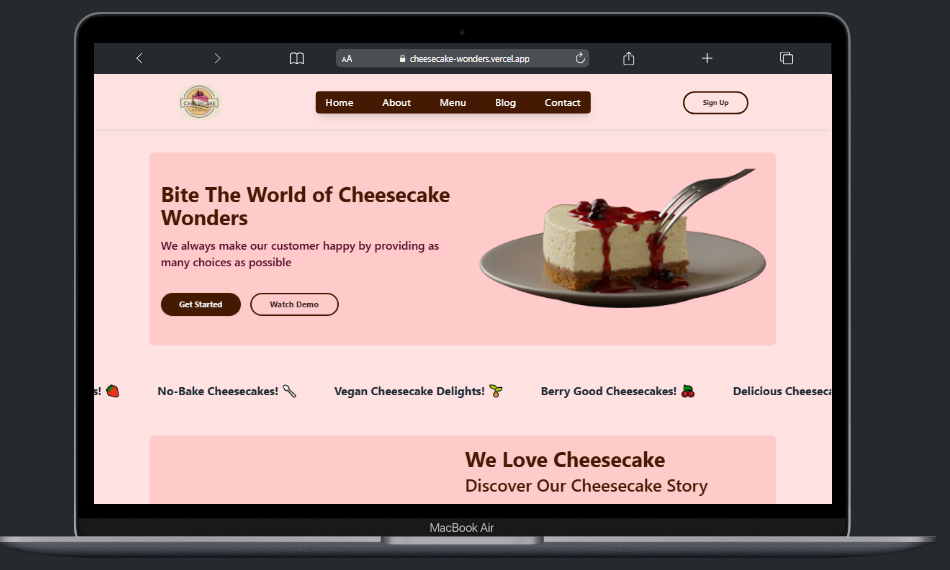 AA cheesecake-wonders.vercel.app
CHEESECAKE
Home About Menu Blog Contact
Sign Up
Bite The World of Cheesecake
Wonders
We always make our customer happy by providing as
many choices as possible
Get Started Watch Demo
s! No-Bake Cheesecakes! Vegan Cheesecake Delights! Berry Good Cheesecakes! Delicious Cheeseca
We Love Cheesecake
Discover Our Cheesecake Story
MacBook Air